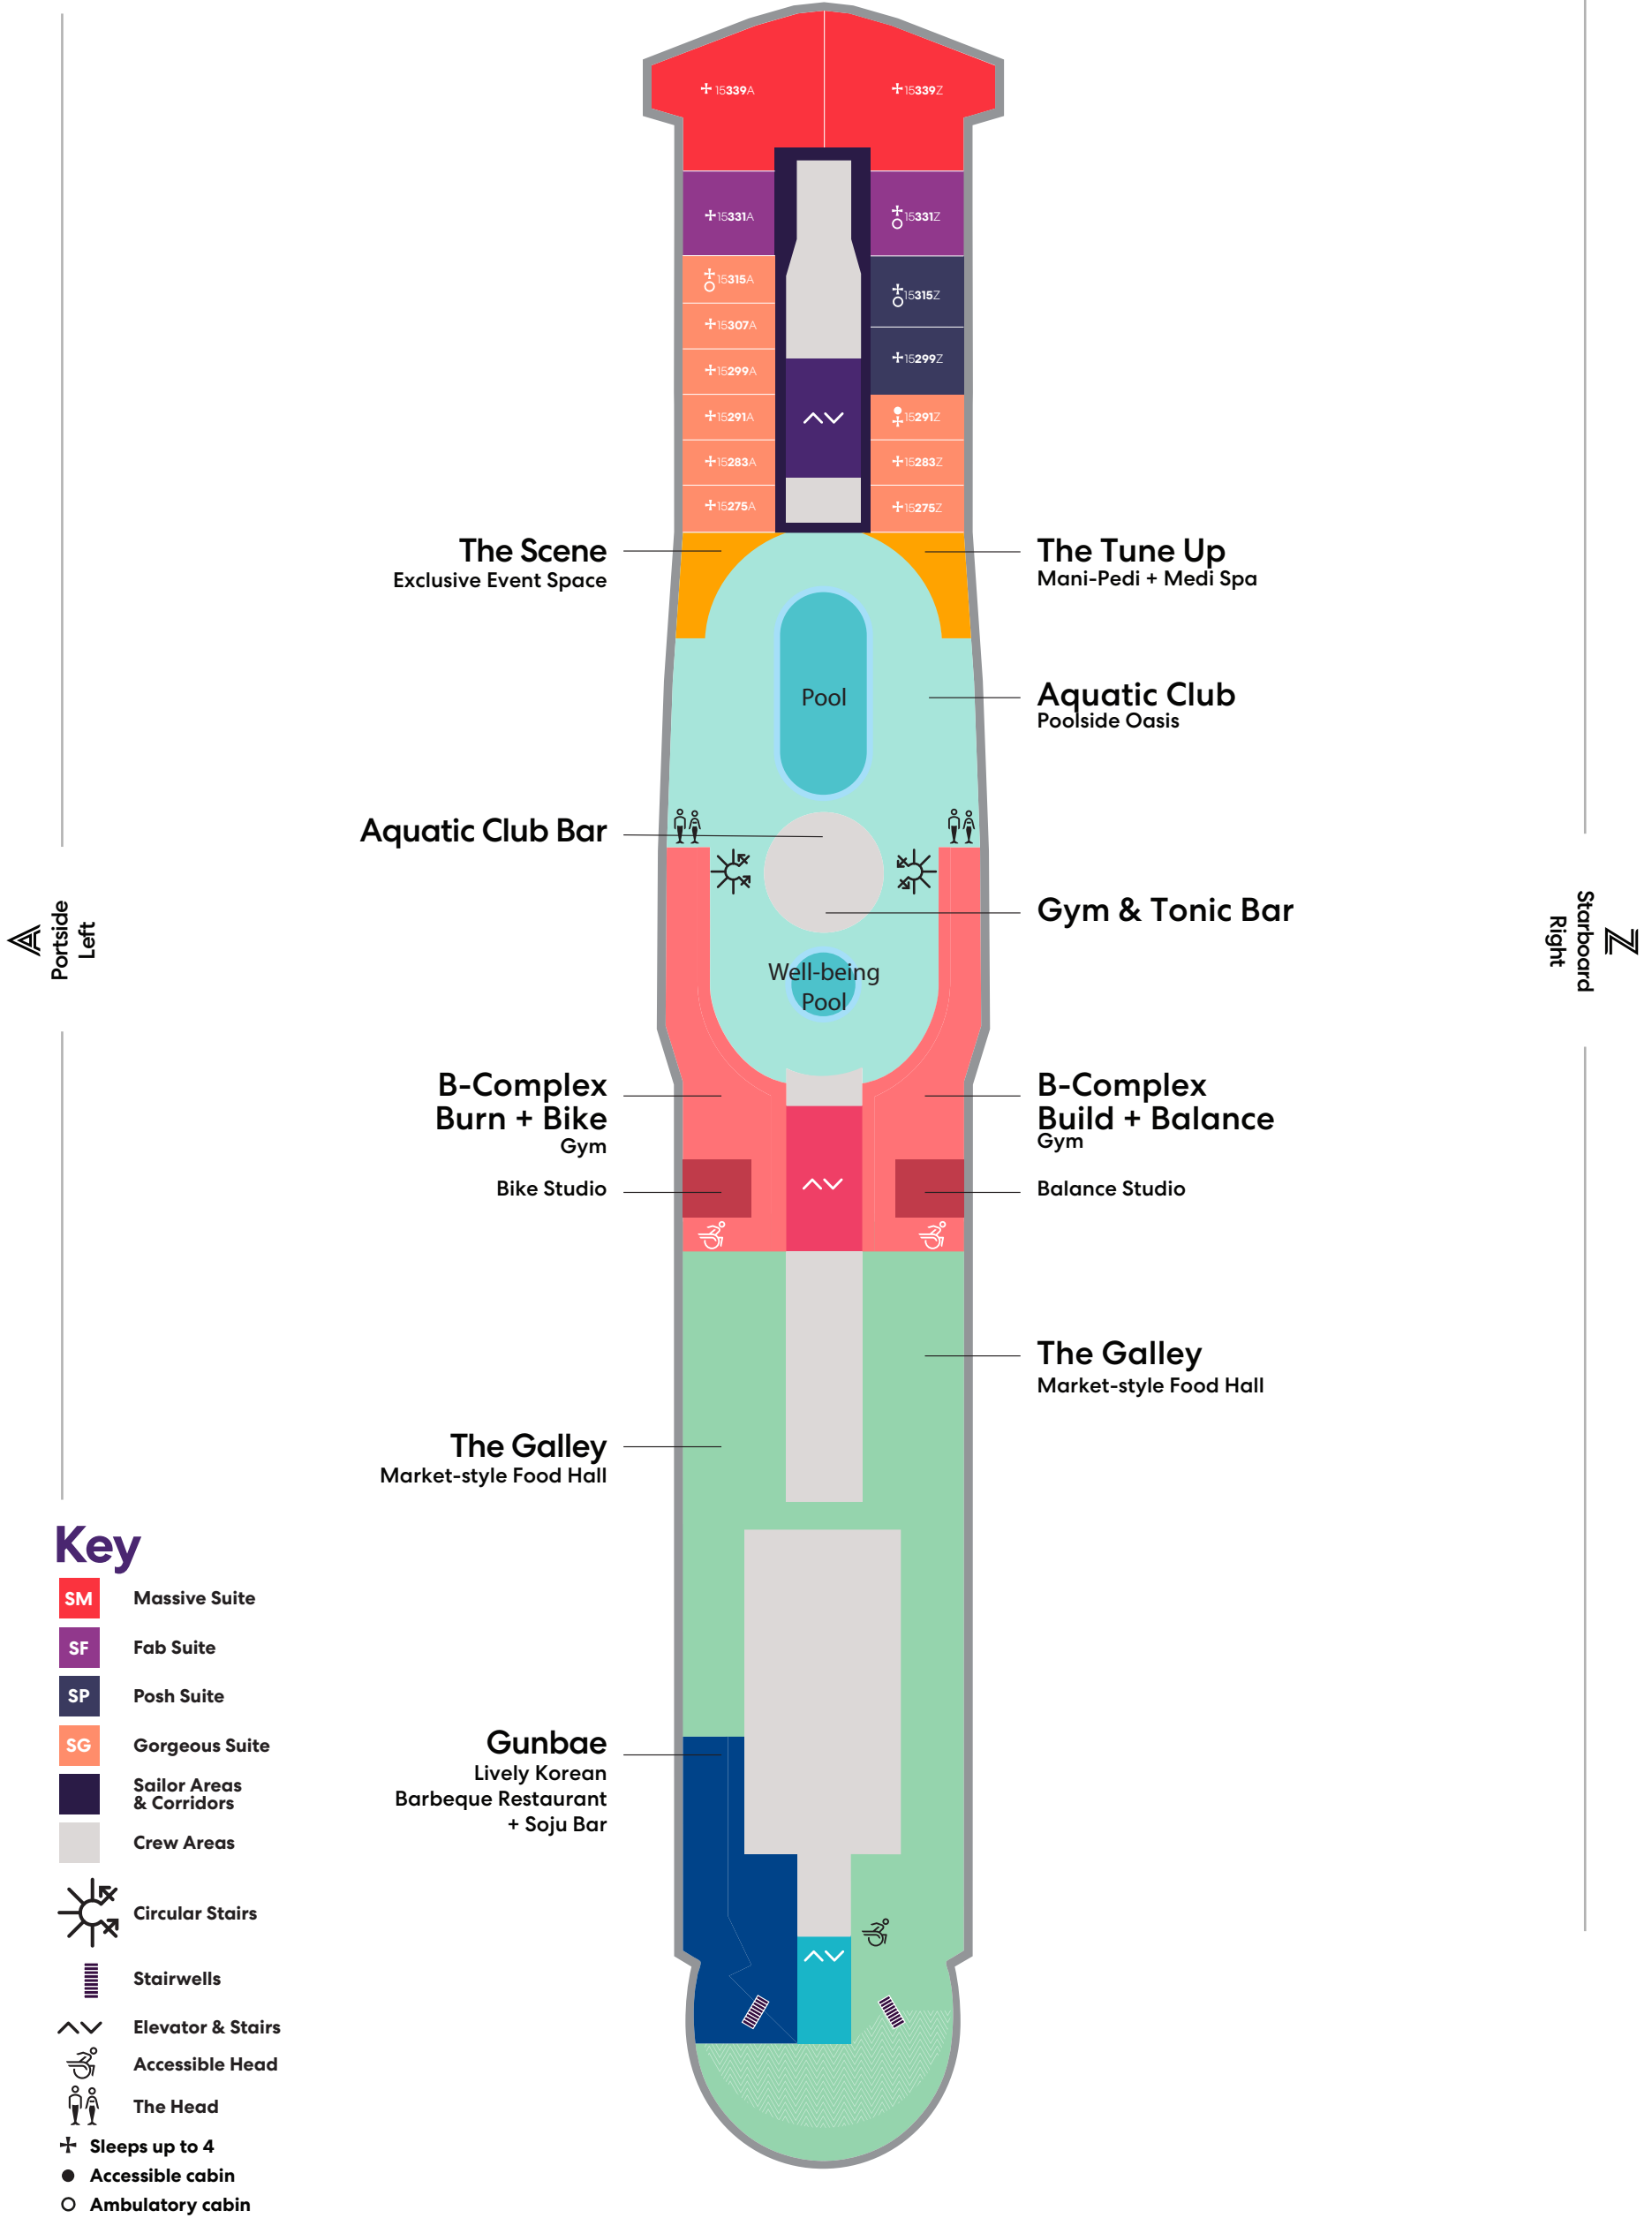 15339A
15339Z
15331A
15331Z
15315A
15315Z
15307A
15299A
15299Z
15291A
15291Z
15283A
15283Z
15275A
15275Z
The Scene
Exclusive Event Space
The Tune Up
Mani-Pedi + Medi Spa
Pool
Aquatic Club
Poolside Oasis
Aquatic Club Bar
Gym & Tonic Bar
A
Portside
Left
Starboard
Right
Z
Well-being
Pool
B-Complex
Burn + Bike
Gym
B-Complex
Build + Balance
Gym
Bike Studio
Balance Studio
The Galley
Market-style Food Hall
The Galley
Market-style Food Hall
Gunbae
Lively Korean
Barbeque Restaurant
+ Soju Bar
Key
SM Massive Suite
SF Fab Suite
SP Posh Suite
SG Gorgeous Suite
Sailor Areas
& Corridors
Crew Areas
Circular Stairs
Stairwells
Elevator & Stairs
Accessible Head
The Head
Sleeps up to 4
Accessible cabin
Ambulatory cabin